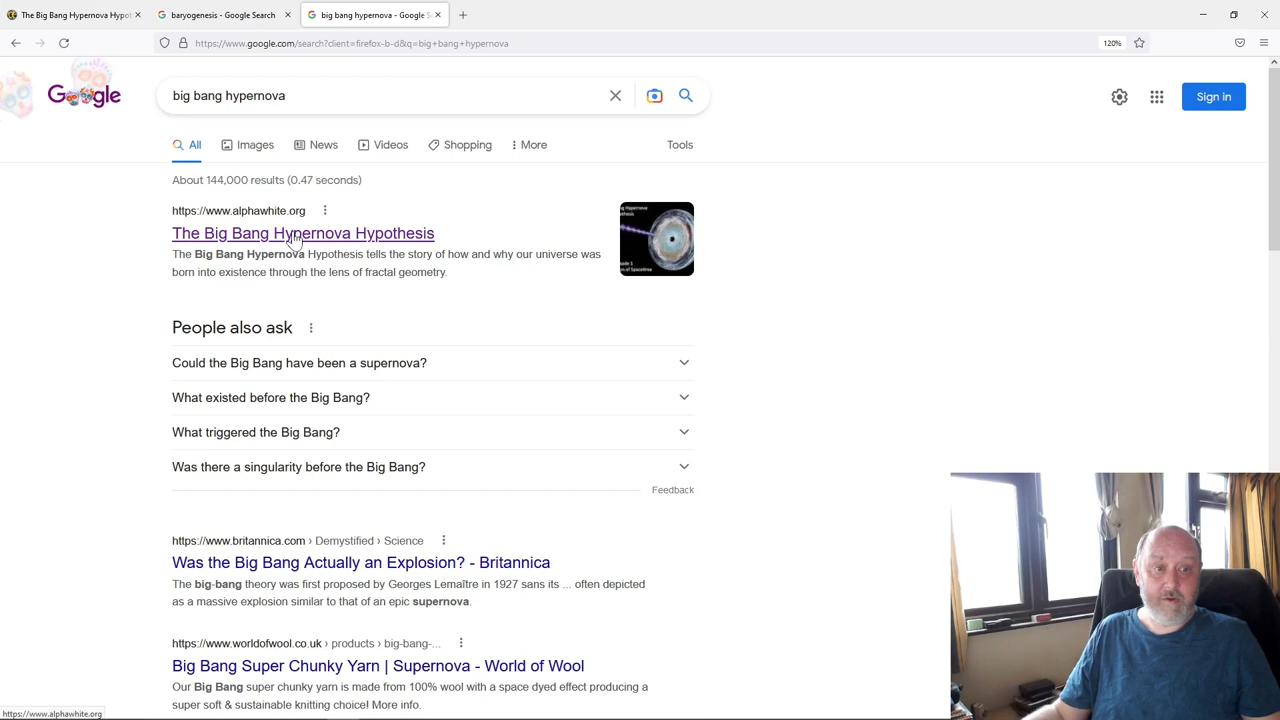 The Big Bang Hypernova Hypot
baryogenesis - Google Search
big bang hypernova - Google Se
https://www.google.com/search?client=firefox-b-d&q=big+bang+hypernova
120%
Google
big bang hypernova
Sign in
All
Images
News
Videos
Shopping
More
Tools
About 144,000 results (0.47 seconds)
https://www.alphawhite.org
The Big Bang Hypernova Hypothesis
The Big Bang Hypernova Hypothesis tells the story of how and why our universe was
born into existence through the lens of fractal geometry.
People also ask
Could the Big Bang have been a supernova?
What existed before the Big Bang?
What triggered the Big Bang?
Was there a singularity before the Big Bang?
Feedback
https://www.britannica.com › Demystified › Science
Was the Big Bang Actually an Explosion? - Britannica
The big-bang theory was first proposed by Georges Lemaître in 1927 sans its ... often depicted
as a massive explosion similar to that of an epic supernova.
https://www.worldofwool.co.uk › products › big-bang-...
Big Bang Super Chunky Yarn | Supernova - World of Wool
Our Big Bang super chunky yarn is made from 100% wool with a space dyed effect producing a
super soft & sustainable knitting choice! More info.
https://www.alphawhite.org